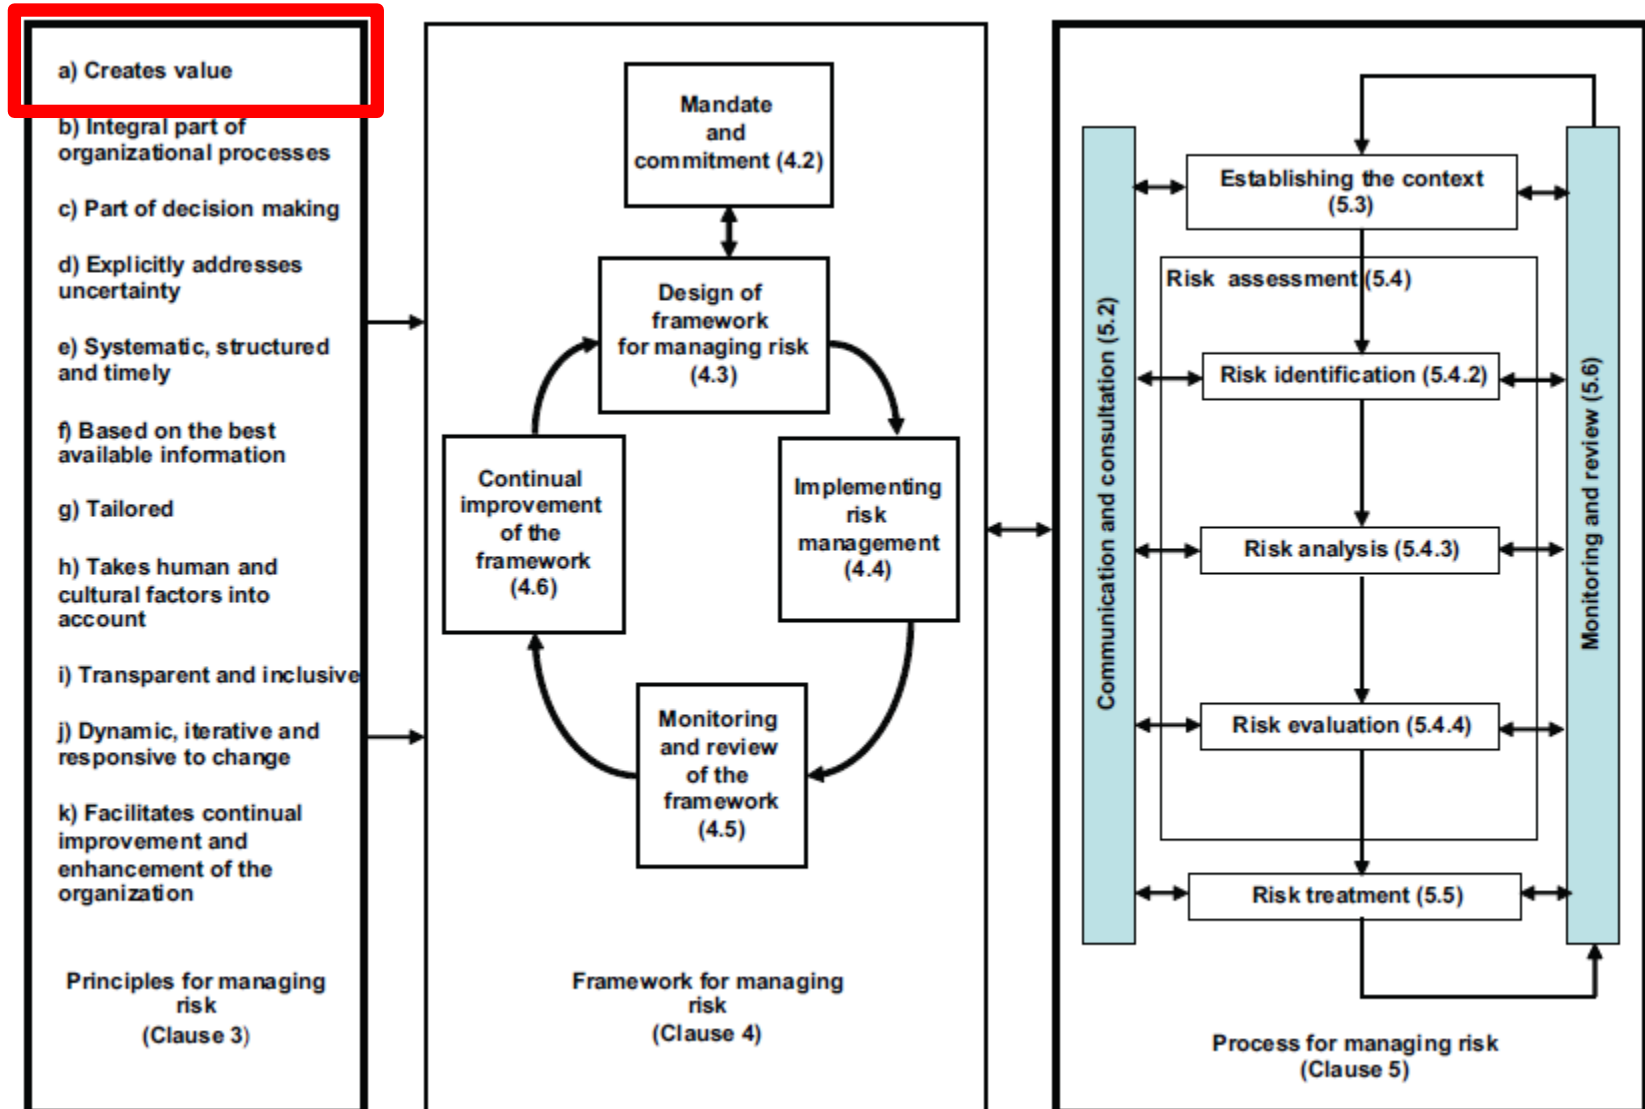 a) Creates value
b) Integral part of
organizational processes
c) Part of decision making
d) Explicitly addresses
uncertainty
e) Systematic, structured
and timely
f) Based on the best
available information
g) Tailored
h) Takes human and
cultural factors into
account
i) Transparent and inclusive
j) Dynamic, iterative and
responsive to change
k) Facilitates continual
improvement and
enhancement of the
organization
Principles for managing
risk
(Clause 3)
Mandate
and
commitment (4.2)
Design of
framework
for managing risk
(4.3)
Continual
improvement
of the
framework
(4.6)
Implementing
risk
management
(4.4)
Monitoring
and review
of the
framework
(4.5)
Framework for managing
risk
(Clause 4)
Communication and consultation (5.2)
Establishing the context
(5.3)
Risk assessment (5.4)
Risk identification (5.4.2)
Risk analysis (5.4.3)
Risk evaluation (5.4.4)
Risk treatment (5.5)
Monitoring and review (5.6)
Process for managing risk
(Clause 5)